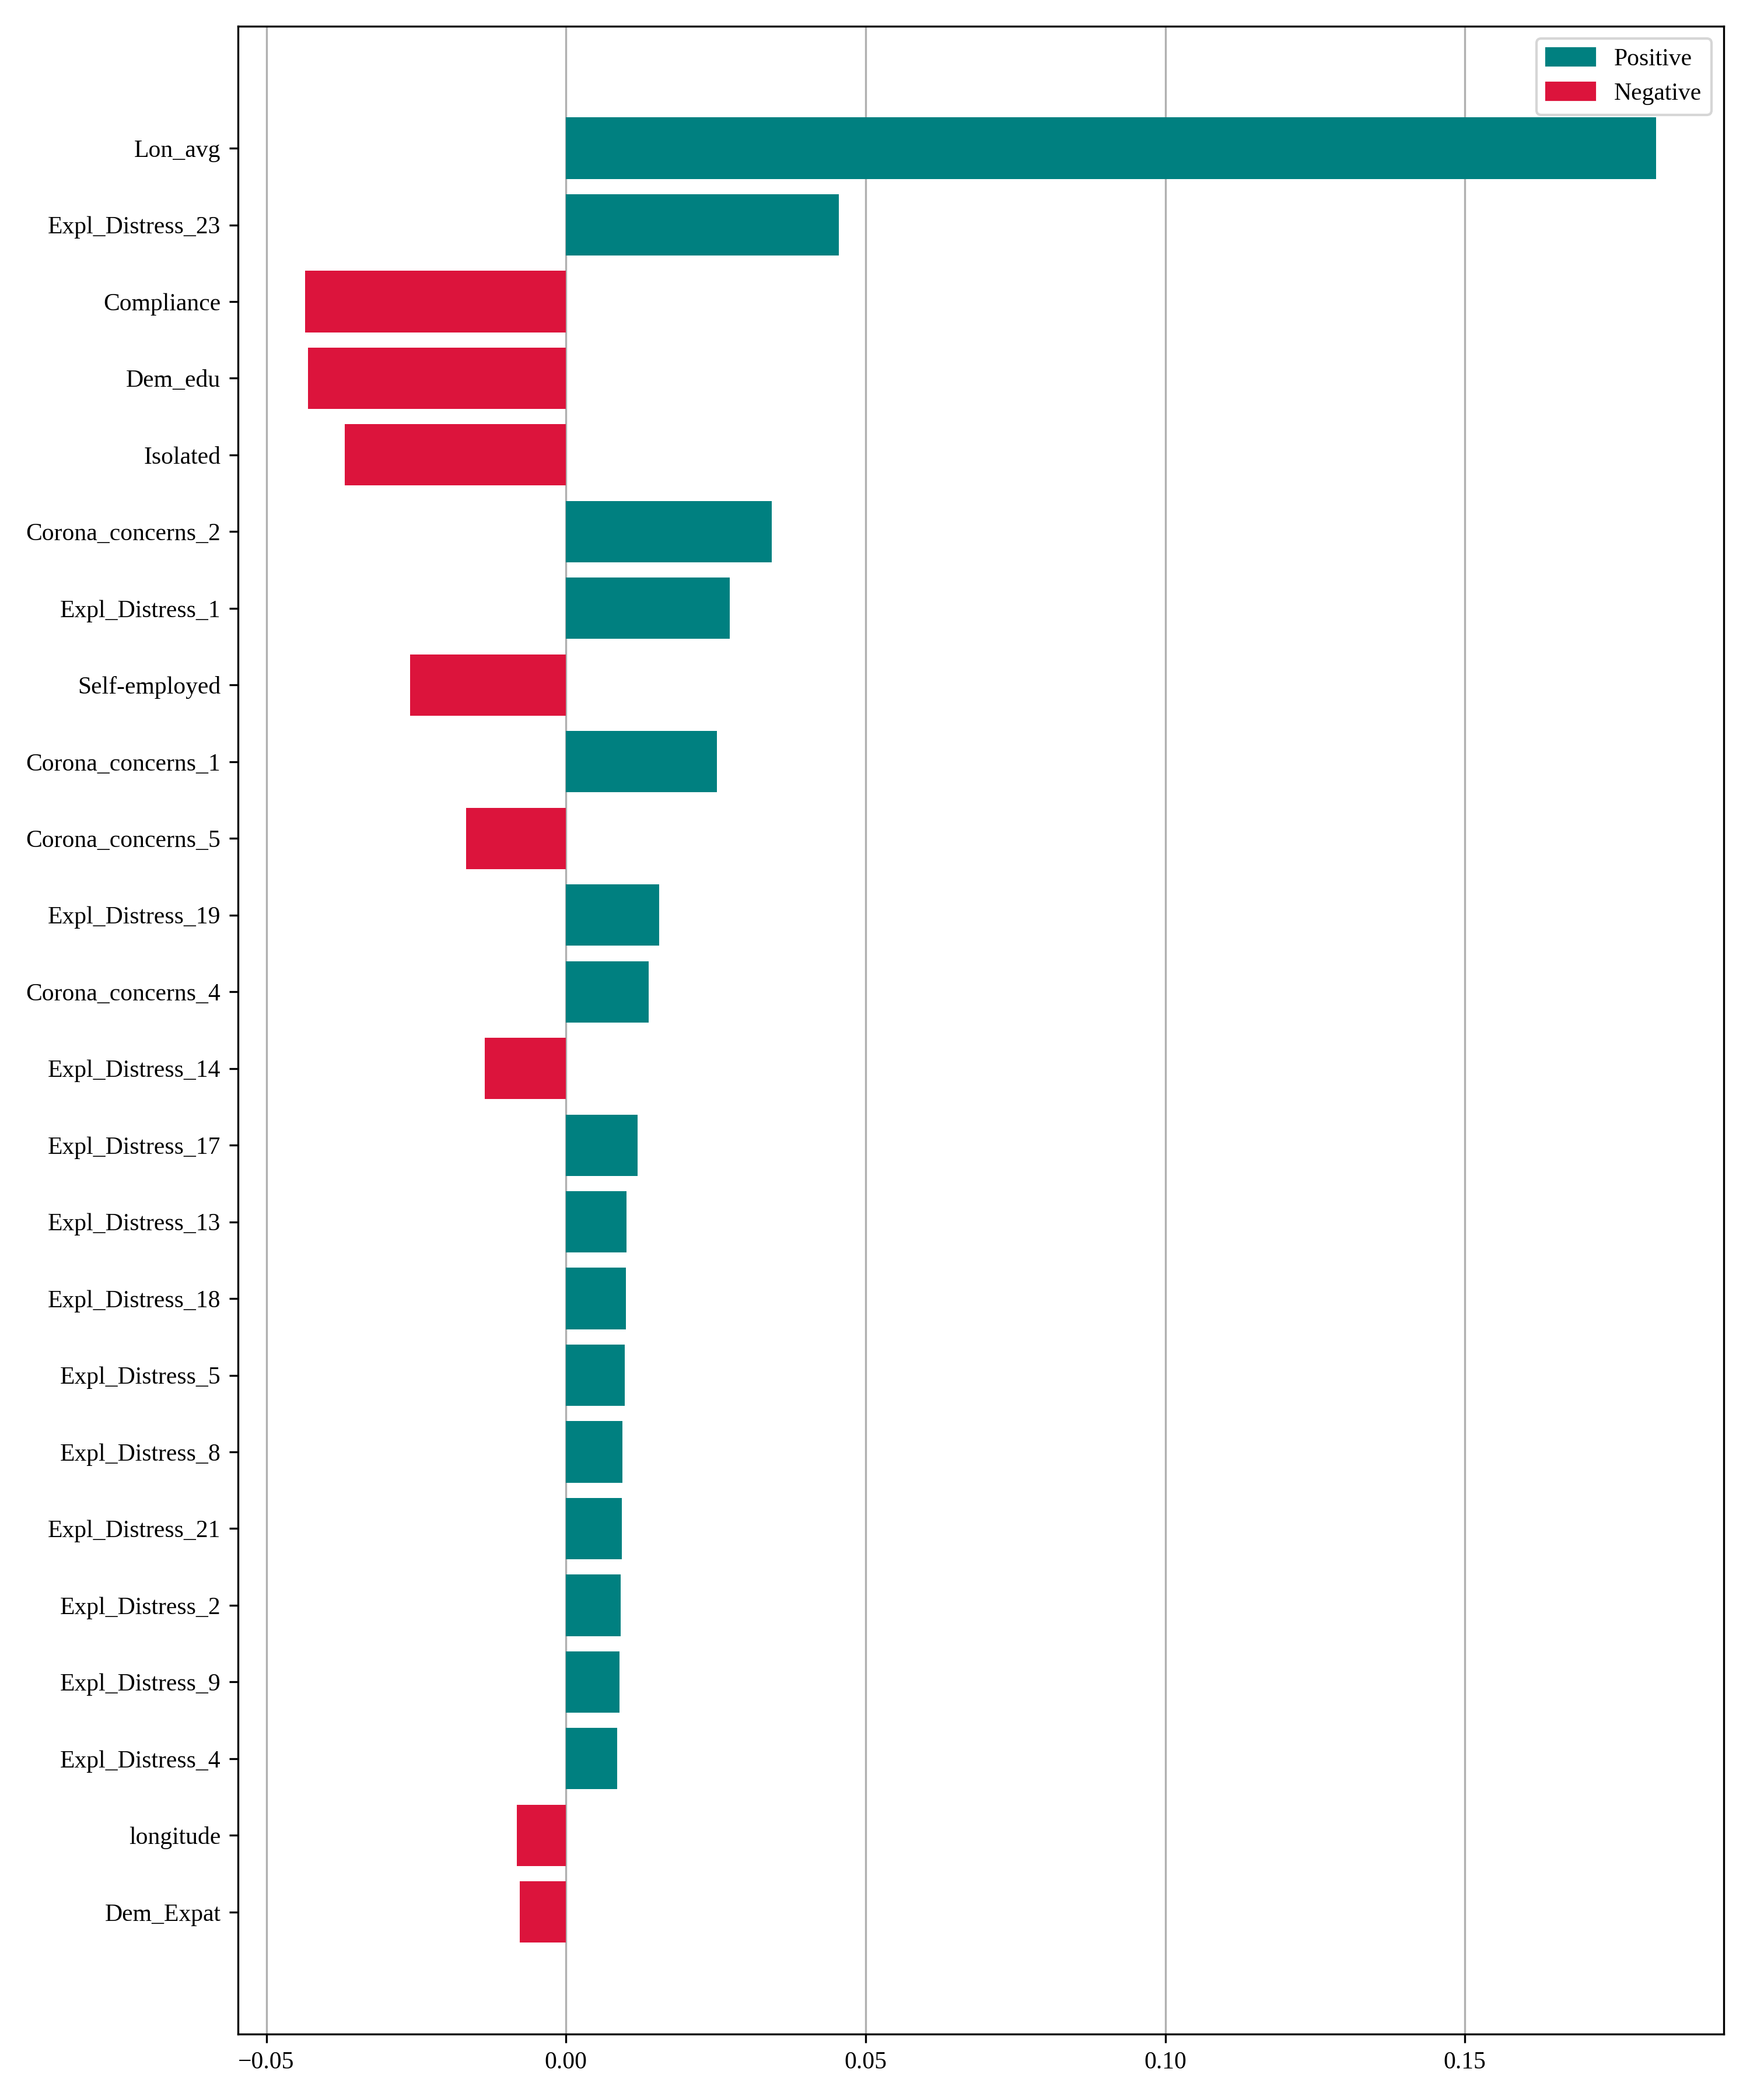 Positive
Negative
Lon_avg
Expl_Distress_23
Compliance
Dem_edu
Isolated
Corona_concerns_2
Expl_Distress_1
Self-employed
Corona_concerns_1
Corona_concerns_5
Expl_Distress_19
Corona_concerns_4
Expl_Distress_14
Expl_Distress_17
Expl_Distress_13
Expl_Distress_18
Expl_Distress_5
Expl_Distress_8
Expl_Distress_21
Expl_Distress_2
Expl_Distress_9
Expl_Distress_4
longitude
Dem_Expat
−0.05 0.00 0.05 0.10 0.15